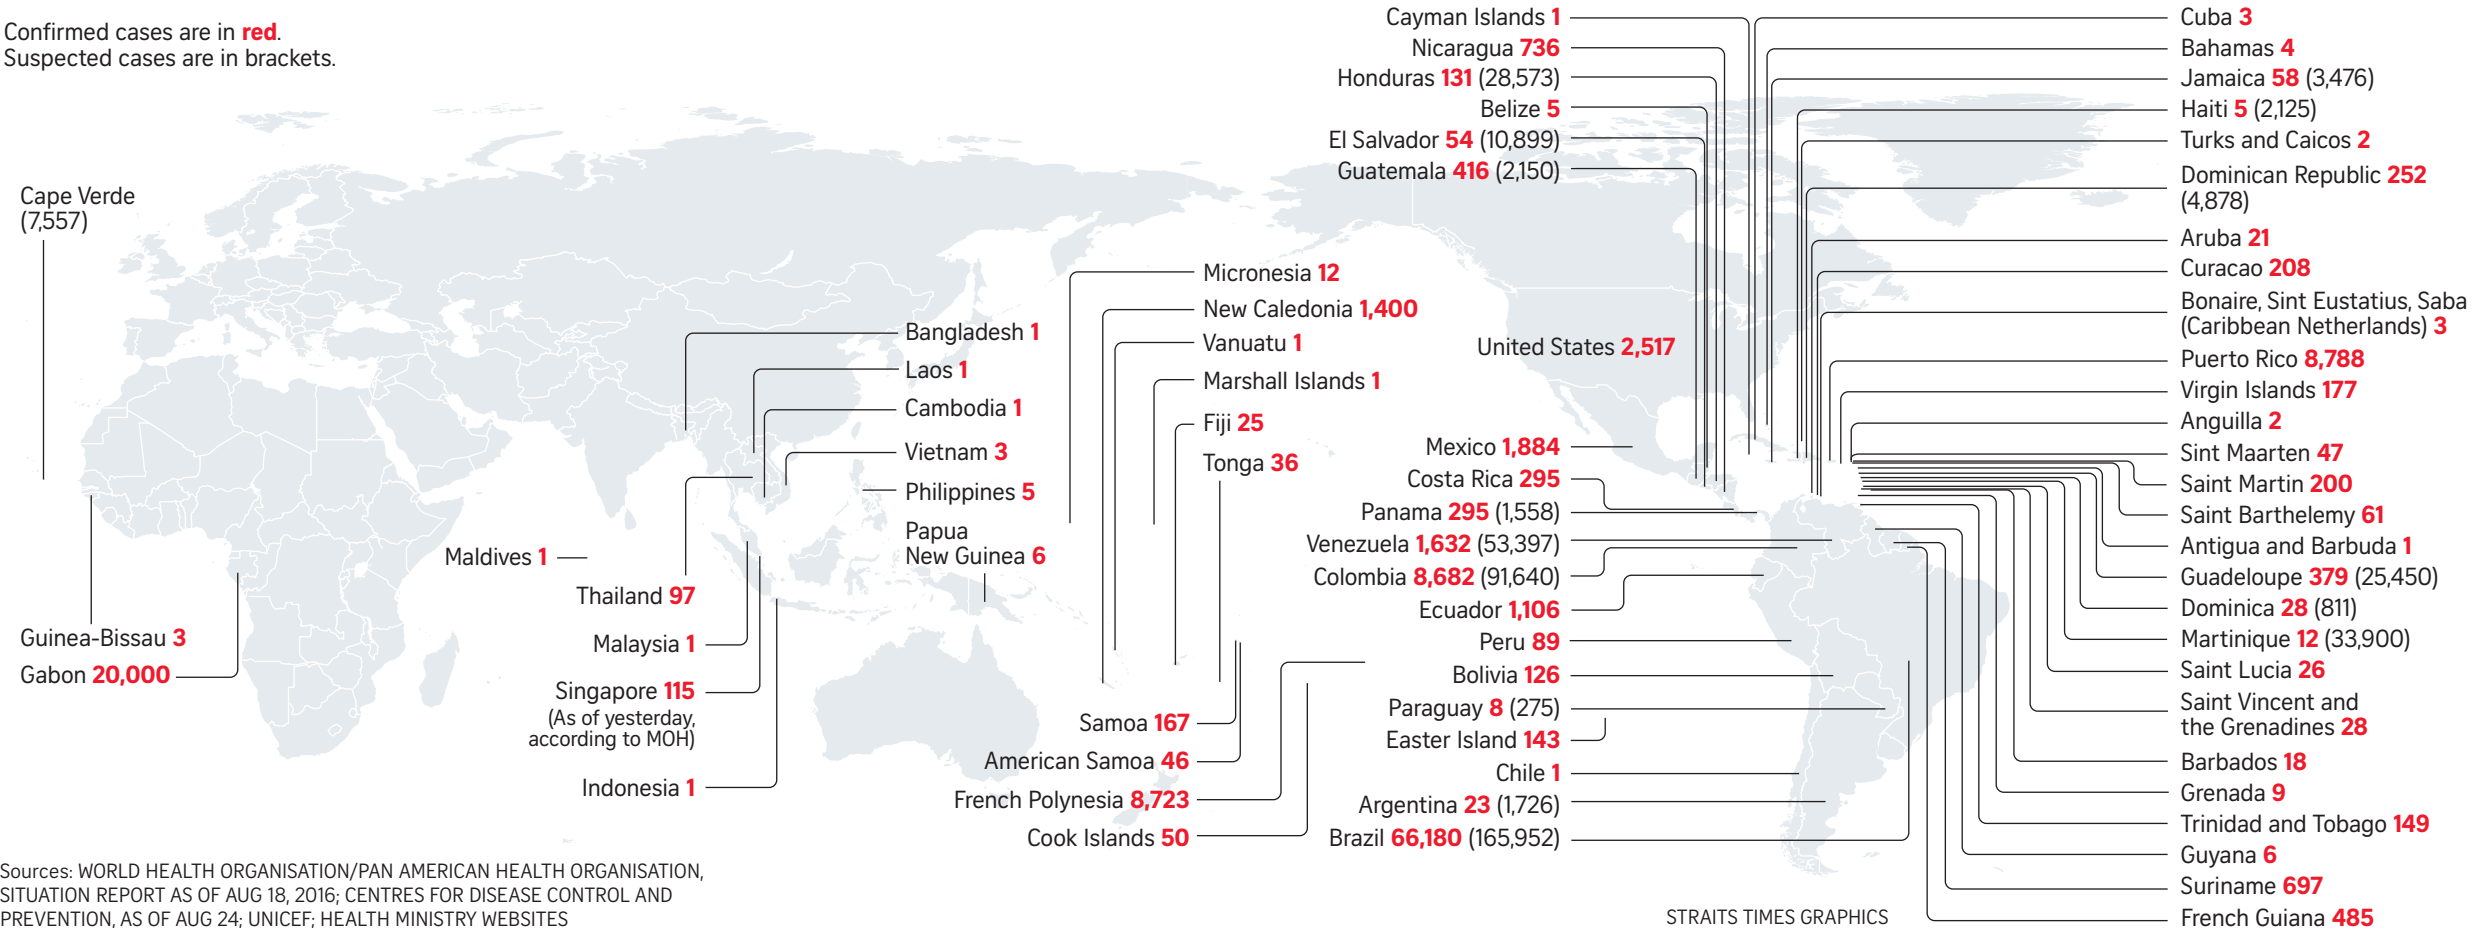 Confirmed cases are in red.
Suspected cases are in brackets.
Cape Verde
(7,557)
Guinea-Bissau 3
Gabon 20,000
Maldives 1
Thailand 97
Malaysia 1
Singapore 115
(As of yesterday,
according to MOH)
Indonesia 1
Bangladesh 1
Laos 1
Cambodia 1
Vietnam 3
Philippines 5
Papua
New Guinea 6
Micronesia 12
New Caledonia 1,400
Vanuatu 1
Marshall Islands 1
Fiji 25
Tonga 36
Samoa 167
American Samoa 46
French Polynesia 8,723
Cook Islands 50
Cayman Islands 1
Nicaragua 736
Honduras 131 (28,573)
Belize 5
El Salvador 54 (10,899)
Guatemala 416 (2,150)
United States 2,517
Mexico 1,884
Costa Rica 295
Panama 295 (1,558)
Venezuela 1,632 (53,397)
Colombia 8,682 (91,640)
Ecuador 1,106
Peru 89
Bolivia 126
Paraguay 8 (275)
Easter Island 143
Chile 1
Argentina 23 (1,726)
Brazil 66,180 (165,952)
Cuba 3
Bahamas 4
Jamaica 58 (3,476)
Haiti 5 (2,125)
Turks and Caicos 2
Dominican Republic 252
(4,878)
Aruba 21
Curacao 208
Bonaire, Sint Eustatius, Saba
(Caribbean Netherlands) 3
Puerto Rico 8,788
Virgin Islands 177
Anguilla 2
Sint Maarten 47
Saint Martin 200
Saint Barthelemy 61
Antigua and Barbuda 1
Guadeloupe 379 (25,450)
Dominica 28 (811)
Martinique 12 (33,900)
Saint Lucia 26
Saint Vincent and
the Grenadines 28
Barbados 18
Grenada 9
Trinidad and Tobago 149
Guyana 6
Suriname 697
French Guiana 485
Sources: WORLD HEALTH ORGANISATION/PAN AMERICAN HEALTH ORGANISATION,
SITUATION REPORT AS OF AUG 18, 2016; CENTRES FOR DISEASE CONTROL AND
PREVENTION, AS OF AUG 24; UNICEF; HEALTH MINISTRY WEBSITES
STRAITS TIMES GRAPHICS